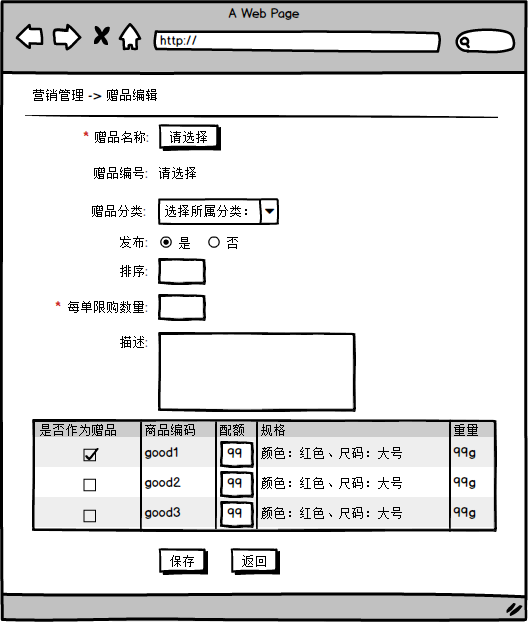 A Web Page
http://
营销管理 -> 赠品编辑
* 赠品名称: 请选择
赠品编号: 请选择
赠品分类: 选择所属分类:
发布: 是 否
排序:
* 每单限购数量:
描述:
是否作为赠品 商品编码 配额 规格 重量
good1 99 颜色：红色、尺码：大号 99g
good2 99 颜色：红色、尺码：大号 99g
good3 99 颜色：红色、尺码：大号 99g
保存 返回